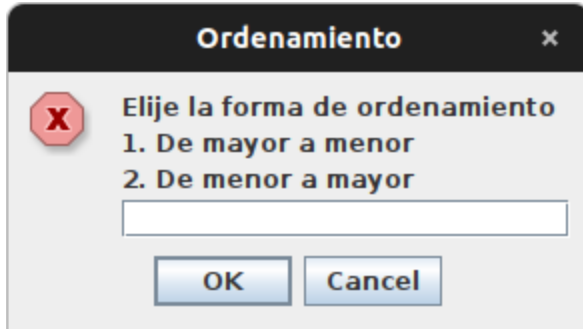 Ordenamiento
Elije la forma de ordenamiento
1. De mayor a menor
2. De menor a mayor
OK Cancel